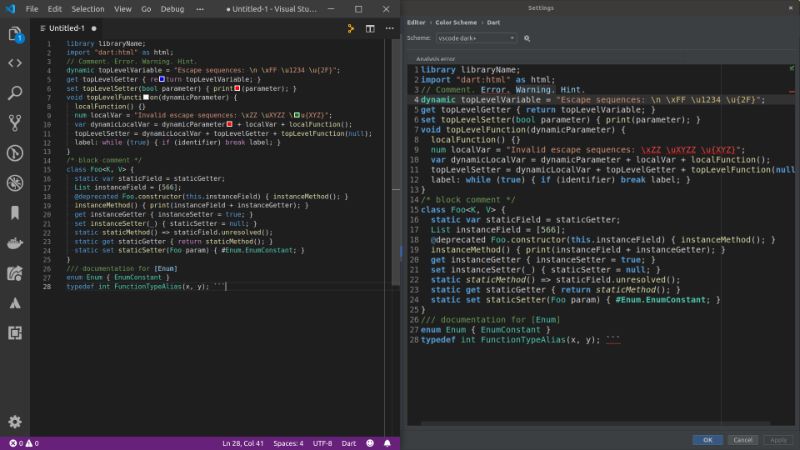 File Edit View Go Debug ··· ● Untitled-1 - Visual Stu...
Untitled-1
1 library libraryName;
2 import "dart:html" as html;
3 // Comment. Error. Warning. Hint.
4 dynamic topLevelVariable = "Escape sequences: \n \xFF \u1234 \u{2F}";
5 get topLevelGetter { return topLevelVariable; }
6 set topLevelSetter(bool parameter) { print(parameter); }
7 void topLevelFunction(dynamicParameter) {
8 localFunction() {}
9 num localVar = "Invalid escape sequences: \xZZ \uXYZZ \u{XYZ}";
10 var dynamicLocalVar = dynamicParameter + localVar + localFunction();
11 topLevelSetter = dynamicLocalVar + topLevelGetter + topLevelFunction(null);
12 label: while (true) { if (identifier) break label; }
13 }
14 /* block comment */
15 class Foo<K, V> {
16 static var staticField = staticGetter;
17 List instanceField = [566];
18 @deprecated Foo.constructor(this.instanceField) { instanceMethod(); }
19 instanceMethod() { print(instanceField + instanceGetter); }
20 get instanceGetter { instanceSetter = true; }
21 set instanceSetter(_) { staticSetter = null; }
22 static staticMethod() => staticField.unresolved();
23 static get staticGetter { return staticMethod(); }
24 static set staticSetter(Foo param) { #Enum.EnumConstant; }
25 }
26 /// documentation for [Enum]
27 enum Enum { EnumConstant }
28 typedef int FunctionTypeAlias(x, y); ```
1
0 0
Ln 28, Col 41 Spaces: 4 UTF-8 Dart
Settings
Editor › Color Scheme › Dart
Scheme: vscode dark+
Analysis error
1 library libraryName;
2 import "dart:html" as html;
3 // Comment. Error. Warning. Hint.
4 dynamic topLevelVariable = "Escape sequences: \n \xFF \u1234 \u{2F}";
5 get topLevelGetter { return topLevelVariable; }
6 set topLevelSetter(bool parameter) { print(parameter); }
7 void topLevelFunction(dynamicParameter) {
8 localFunction() {}
9 num localVar = "Invalid escape sequences: \xZZ \uXYZZ \u{XYZ}";
10 var dynamicLocalVar = dynamicParameter + localVar + localFunction();
11 topLevelSetter = dynamicLocalVar + topLevelGetter + topLevelFunction(null
12 label: while (true) { if (identifier) break label; }
13 }
14 /* block comment */
15 class Foo<K, V> {
16 static var staticField = staticGetter;
17 List instanceField = [566];
18 @deprecated Foo.constructor(this.instanceField) { instanceMethod(); }
19 instanceMethod() { print(instanceField + instanceGetter); }
20 get instanceGetter { instanceSetter = true; }
21 set instanceSetter(_) { staticSetter = null; }
22 static staticMethod() => staticField.unresolved();
23 static get staticGetter { return staticMethod(); }
24 static set staticSetter(Foo param) { #Enum.EnumConstant; }
25 }
26 /// documentation for [Enum]
27 enum Enum { EnumConstant }
28 typedef int FunctionTypeAlias(x, y); ```
OK Cancel Apply